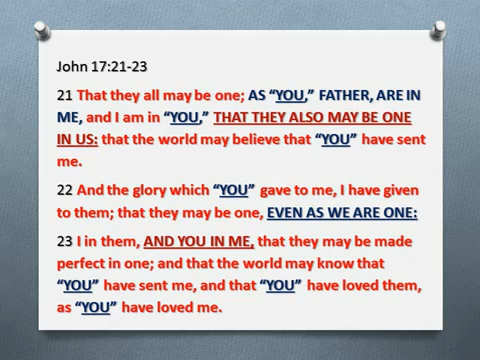 John 17:21-23
21 That they all may be one; AS “YOU,” FATHER, ARE IN
ME, and I am in “YOU,” THAT THEY ALSO MAY BE ONE
IN US: that the world may believe that “YOU” have sent
me.
22 And the glory which “YOU” gave to me, I have given
to them; that they may be one, EVEN AS WE ARE ONE:
23 I in them, AND YOU IN ME, that they may be made
perfect in one; and that the world may know that
“YOU” have sent me, and that “YOU” have loved them,
as “YOU” have loved me.